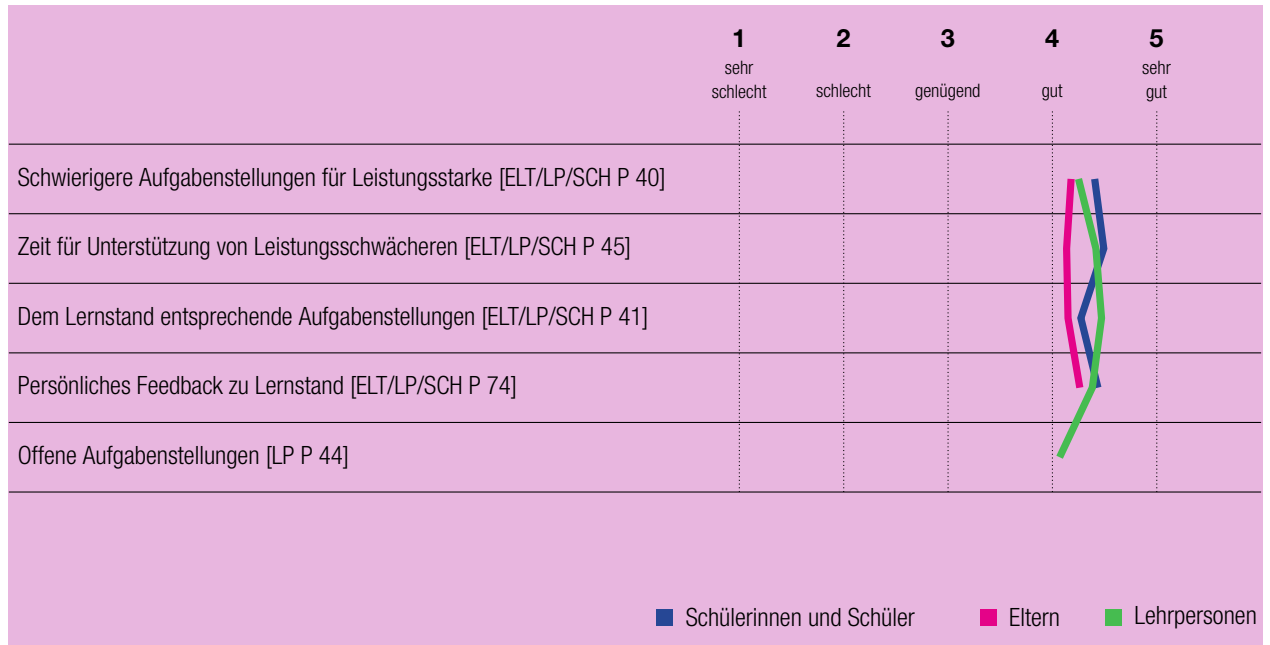 1 2 3 4 5
sehr schlecht schlecht genügend gut sehr gut
Schwierigere Aufgabenstellungen für Leistungsstarke [ELT/LP/SCH P 40]
Zeit für Unterstützung von Leistungsschwächeren [ELT/LP/SCH P 45]
Dem Lernstand entsprechende Aufgabenstellungen [ELT/LP/SCH P 41]
Persönliches Feedback zu Lernstand [ELT/LP/SCH P 74]
Offene Aufgabenstellungen [LP P 44]
Schülerinnen und Schüler Eltern Lehrpersonen